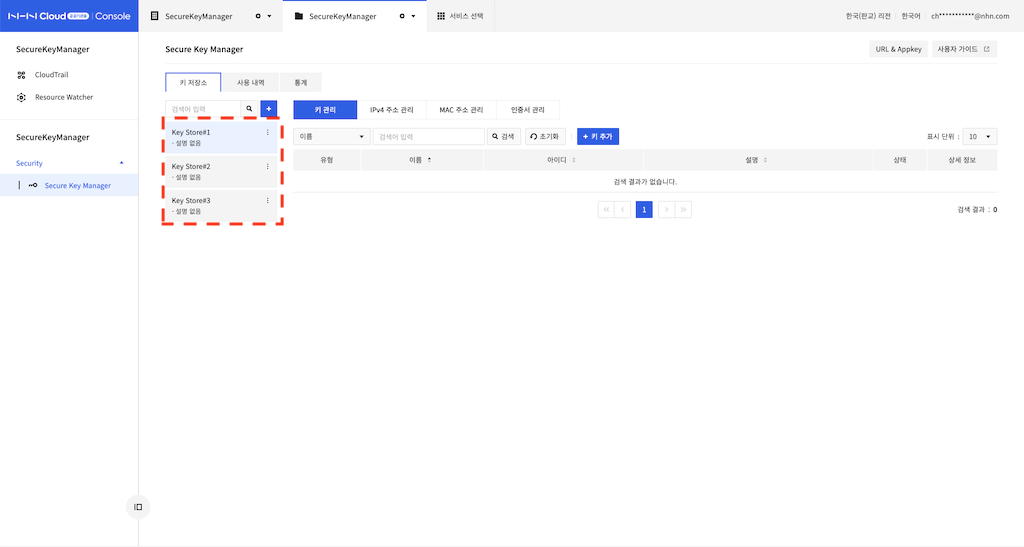 NHN Cloud 공공기관용 Console
SecureKeyManager
SecureKeyManager
서비스 선택
한국(판교) 리전
한국어
ch***********@nhn.com
SecureKeyManager
CloudTrail
Resource Watcher
SecureKeyManager
Security
Secure Key Manager
Secure Key Manager
URL & Appkey
사용자 가이드
키 저장소
사용 내역
통계
검색어 입력
Key Store#1
- 설명 없음
Key Store#2
- 설명 없음
Key Store#3
- 설명 없음
키 관리
IPv4 주소 관리
MAC 주소 관리
인증서 관리
이름
검색어 입력
검색
초기화
+ 키 추가
표시 단위 : 10
유형 이름 아이디 설명 상태 상세 정보
검색 결과가 없습니다.
1
검색 결과 : 0